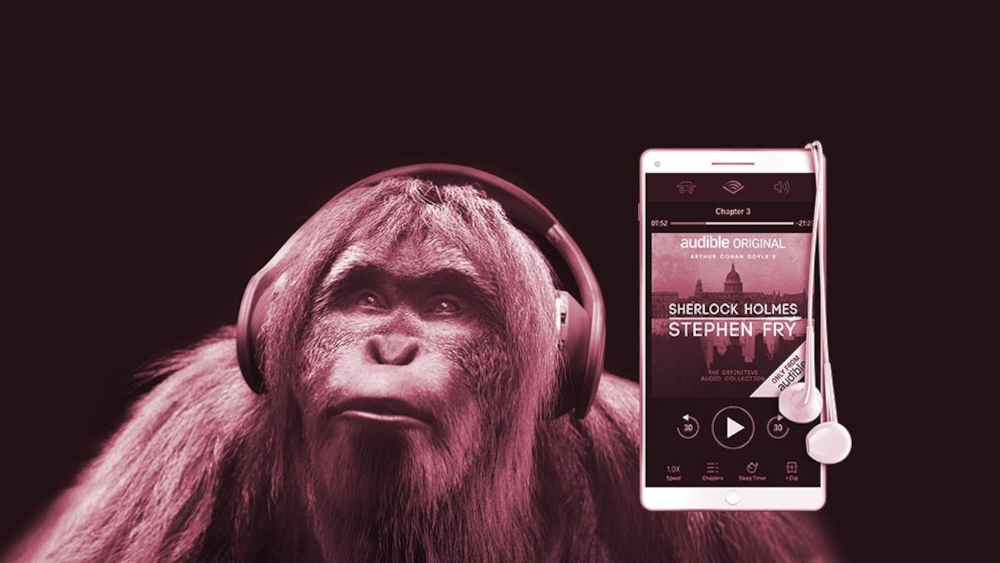 Chapter 3
07:52
-21:2
audible ORIGINAL
ARTHUR CONAN DOYLE'S
SHERLOCK HOLMES
STEPHEN FRY
THE DEFINITIVE
AUDIO COLLECTION
ONLY FROM
audible
30
30
1.0X
Speed
Chapters
Sleep Timer
+ Clip